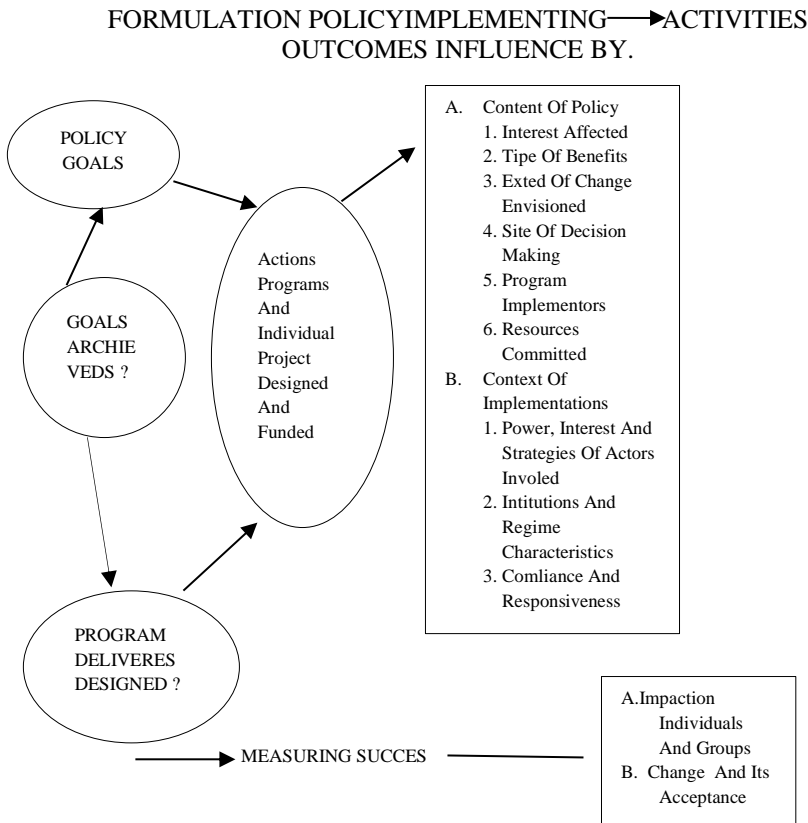 FORMULATION POLICYIMPLEMENTING ACTIVITIES
OUTCOMES INFLUENCE BY.
POLICY
GOALS
GOALS
ARCHIE
VEDS ?
PROGRAM
DELIVERES
DESIGNED ?
Actions
Programs
And
Individual
Project
Designed
And
Funded
A. Content Of Policy
1. Interest Affected
2. Tipe Of Benefits
3. Exted Of Change
Envisioned
4. Site Of Decision
Making
5. Program
Implementors
6. Resources
Committed
B. Context Of
Implementations
1. Power, Interest And
Strategies Of Actors
Involed
2. Intitutions And
Regime
Characteristics
3. Comliance And
Responsiveness
MEASURING SUCCES
A.Impaction
Individuals
And Groups
B. Change And Its
Acceptance